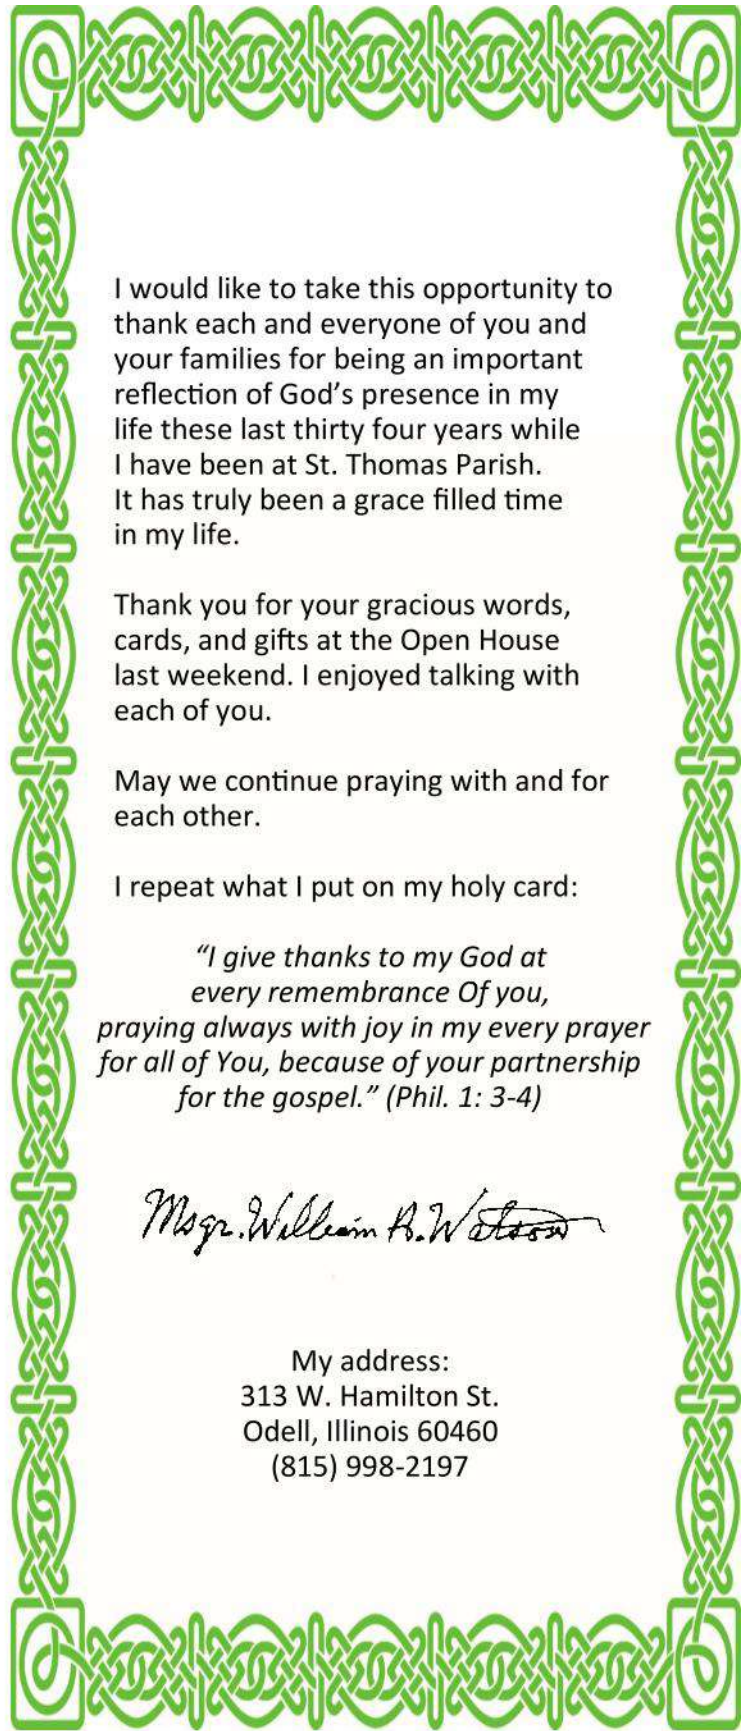 I would like to take this opportunity to
thank each and everyone of you and
your families for being an important
reflection of God’s presence in my
life these last thirty four years while
I have been at St. Thomas Parish.
It has truly been a grace filled time
in my life.
Thank you for your gracious words,
cards, and gifts at the Open House
last weekend. I enjoyed talking with
each of you.
May we continue praying with and for
each other.
I repeat what I put on my holy card:
“I give thanks to my God at
every remembrance Of you,
praying always with joy in my every prayer
for all of You, because of your partnership
for the gospel.” (Phil. 1: 3-4)
Msgr. William R. Watson
My address:
313 W. Hamilton St.
Odell, Illinois 60460
(815) 998-2197